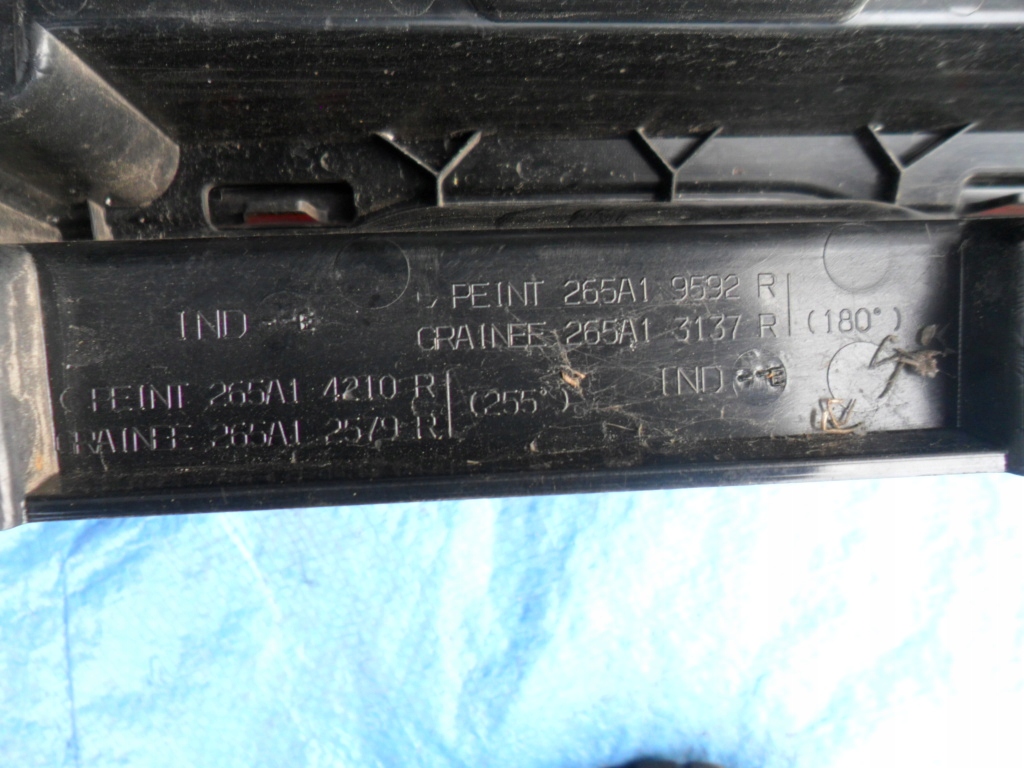 PEINT 265A1 9592 R
GRAINEE 265A1 3137 R (180°)
IND E
IND E
PEINT 265A1 4210 R
GRAINEE 265A1 2579 R (255°)